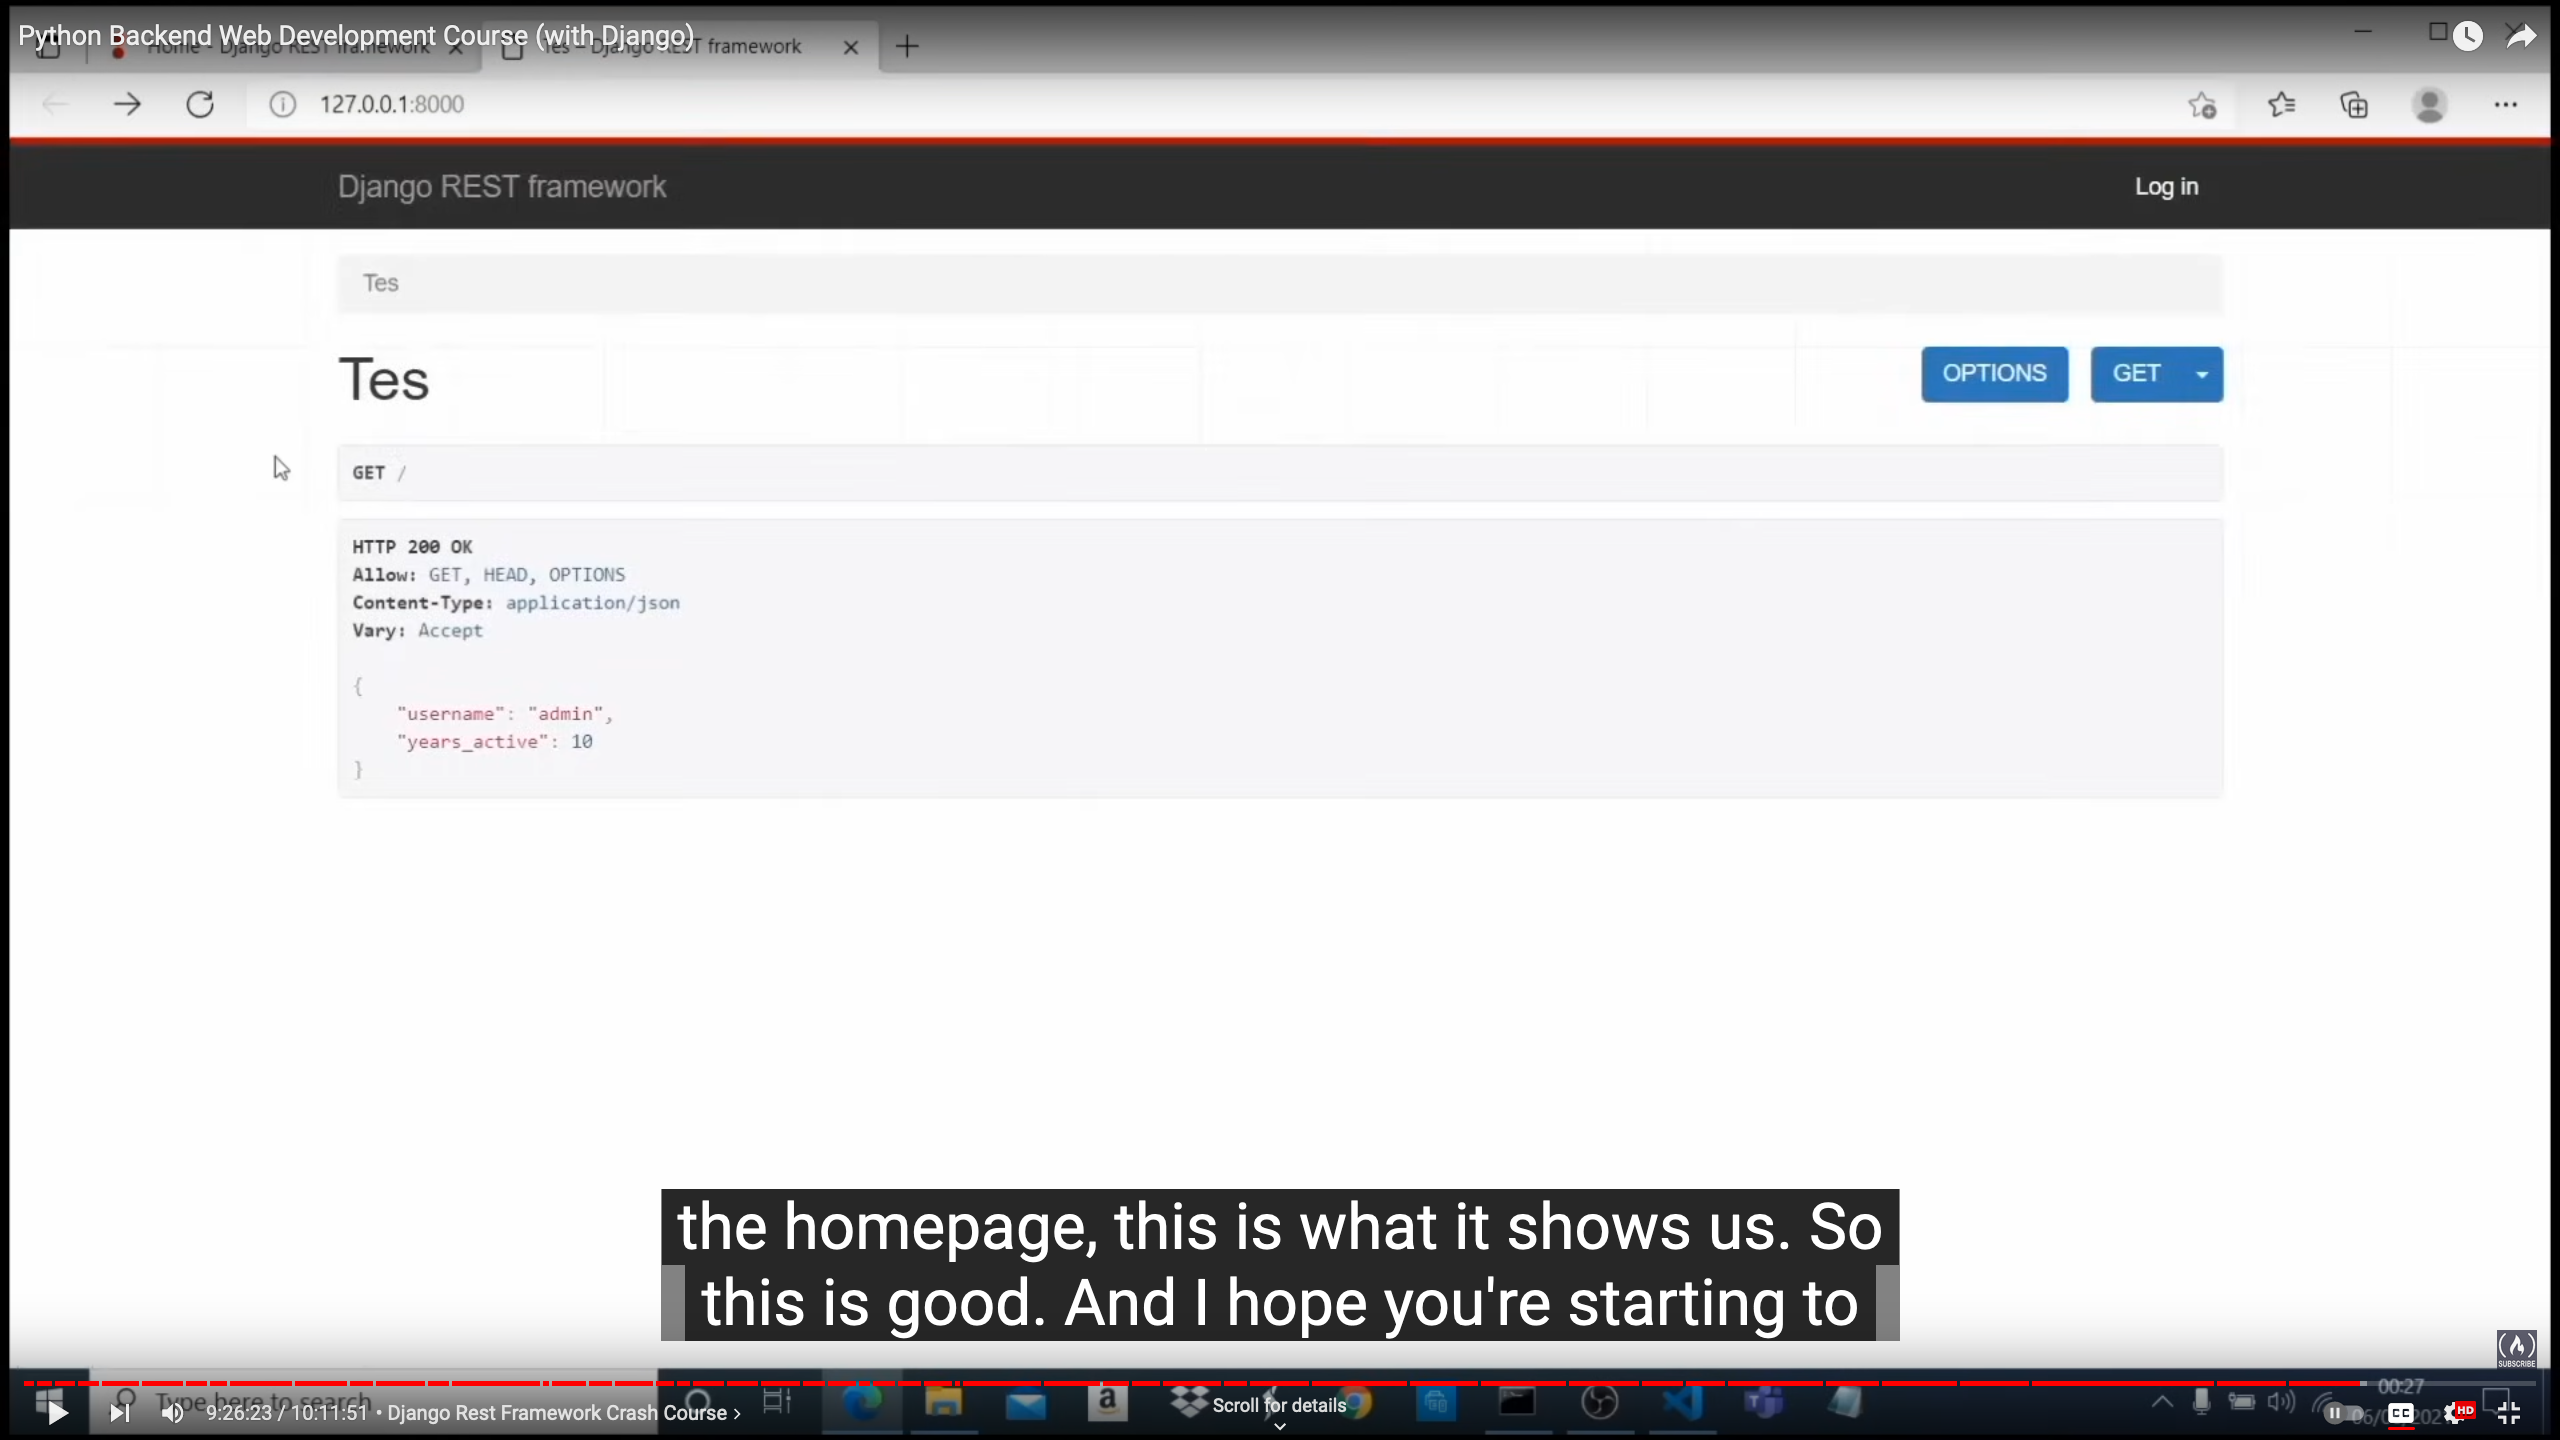 Python Backend Web Development Course (with Django)
Home - Django REST framework
Tes – Django REST framework
127.0.0.1:8000
Django REST framework
Log in
Tes
Tes
OPTIONS
GET
GET /
HTTP 200 OK
Allow: GET, HEAD, OPTIONS
Content-Type: application/json
Vary: Accept
{
"username": "admin",
"years_active": 10
}
the homepage, this is what it shows us. So
this is good. And I hope you're starting to
SUBSCRIBE
Type here to search
00:27
9:26:23 / 10:11:51 • Django Rest Framework Crash Course
Scroll for details
CC
HD